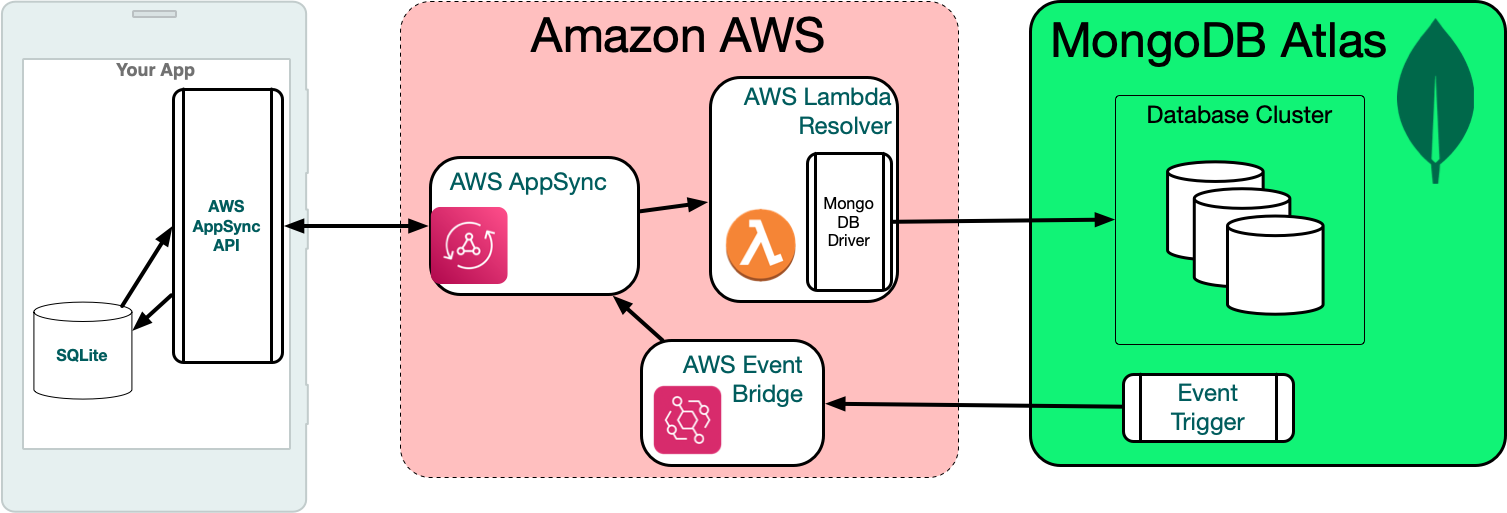 Your App
AWS
AppSync
API
SQLite
Amazon AWS
AWS AppSync
AWS Lambda
Resolver
Mongo
DB
Driver
AWS Event
Bridge
MongoDB Atlas
Database Cluster
Event
Trigger